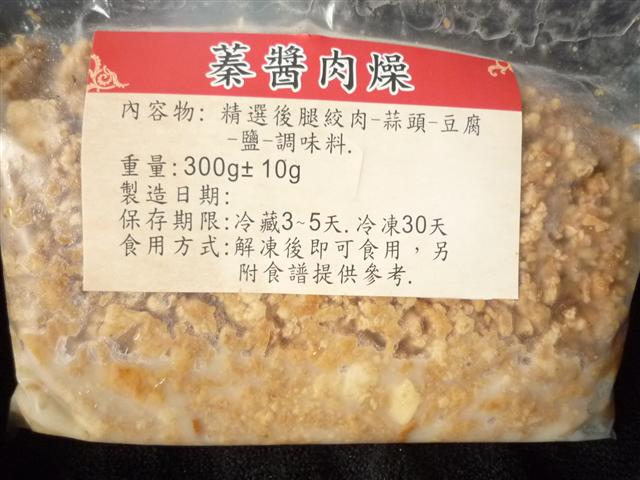 蓁醬肉燥
內容物: 精選後腿絞肉-蒜頭-豆腐
-鹽-調味料.
重量:300g±10g
製造日期:
保存期限:冷藏3~5天.冷凍30天
食用方式:解凍後即可食用，另
附食譜提供參考.